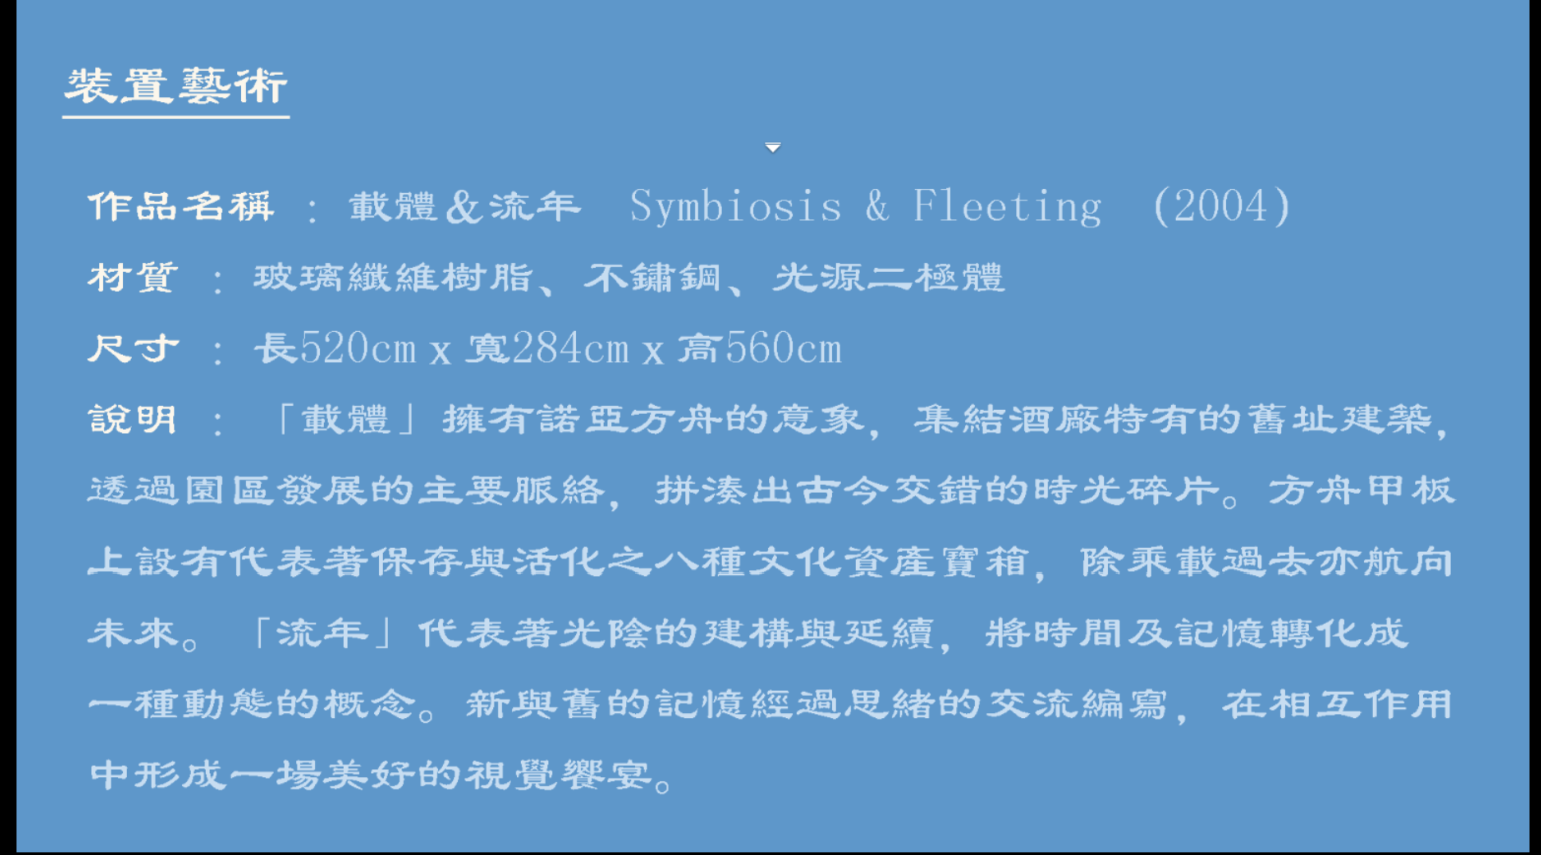 裝置藝術
作品名稱 : 載體&流年 Symbiosis & Fleeting (2004)
材質 : 玻璃纖維樹脂、不鏽鋼、光源二極體
尺寸 : 長520cm x 寬284cm x 高560cm
說明 : 「載體」擁有諾亞方舟的意象, 集結酒廠特有的舊址建築,
透過園區發展的主要脈絡, 拼湊出古今交錯的時光碎片。方舟甲板
上設有代表著保存與活化之八種文化資產寶箱, 除乘載過去亦航向
未來。「流年」代表著光陰的建構與延續, 將時間及記憶轉化成
一種動態的概念。新與舊的記憶經過思緒的交流編寫, 在相互作用
中形成一場美好的視覺饗宴。